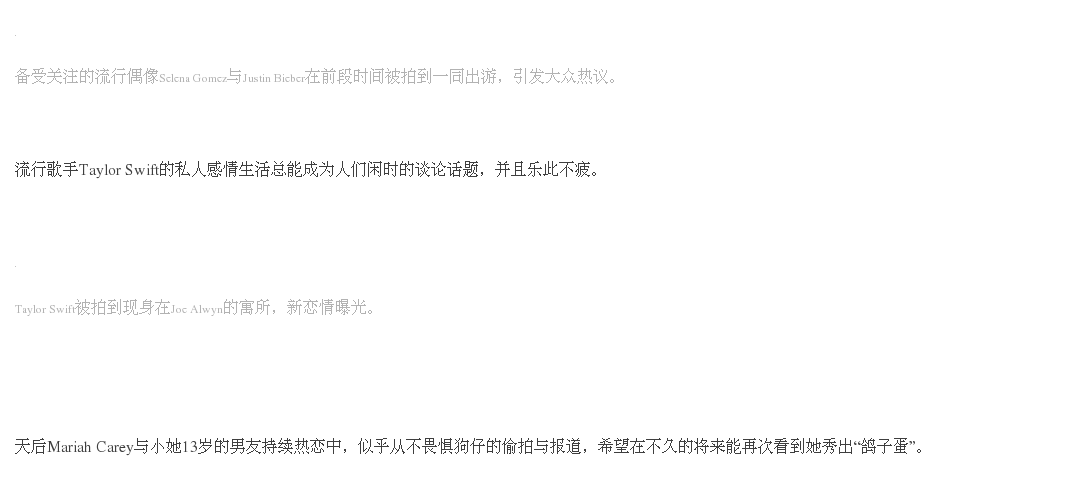 备受关注的流行偶像Selena Gomez与Justin Bieber在前段时间被拍到一同出游，引发大众热议。
流行歌手Taylor Swift的私人感情生活总能成为人们闲时的谈论话题，并且乐此不疲。
Taylor Swift被拍到现身在Joe Alwyn的寓所，新恋情曝光。
天后Mariah Carey与小她13岁的男友持续热恋中，似乎从不畏惧狗仔的偷拍与报道，希望在不久的将来能再次看到她秀出“鸽子蛋”。